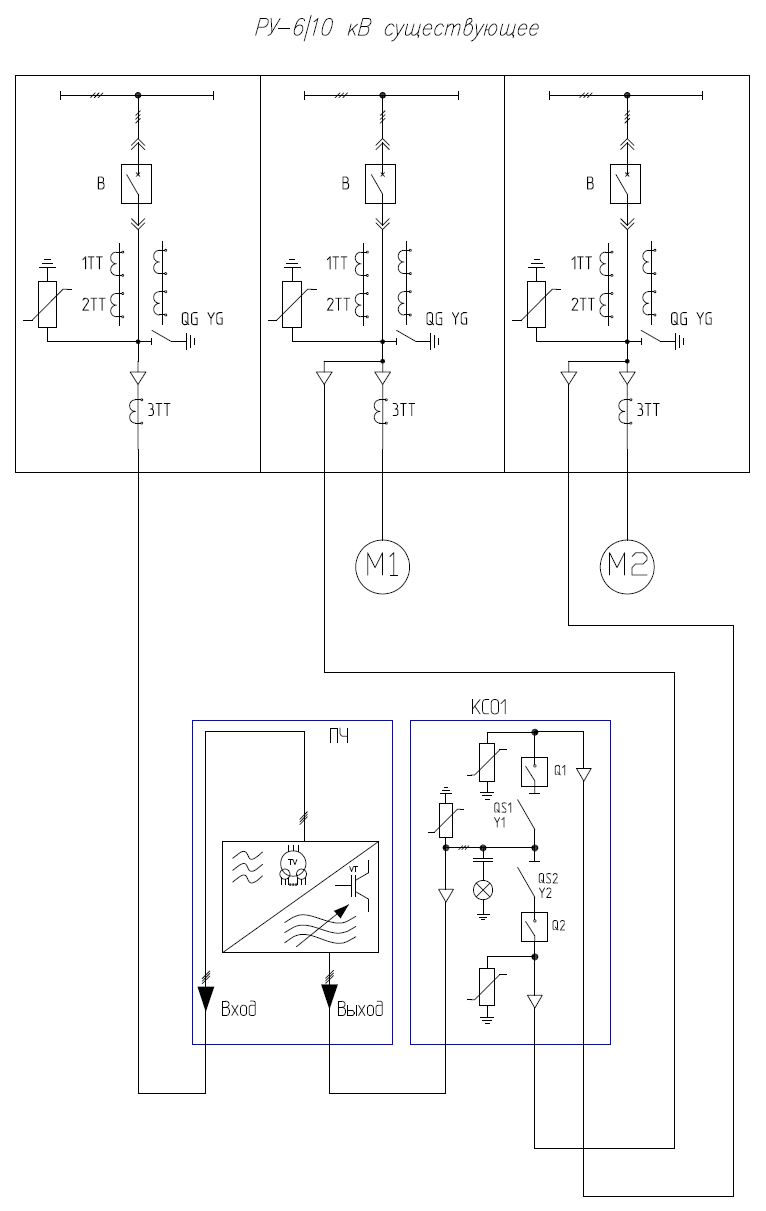 РУ-6/10 кВ существующее
В В В
1ТТ 1ТТ 1ТТ
2ТТ 2ТТ 2ТТ
QG YG QG YG QG YG
3ТТ 3ТТ 3ТТ
М1 М2
КСО1
ПЧ
Q1
QS1
Y1
TV
VT
QS2
Y2
Q2
Вход Выход